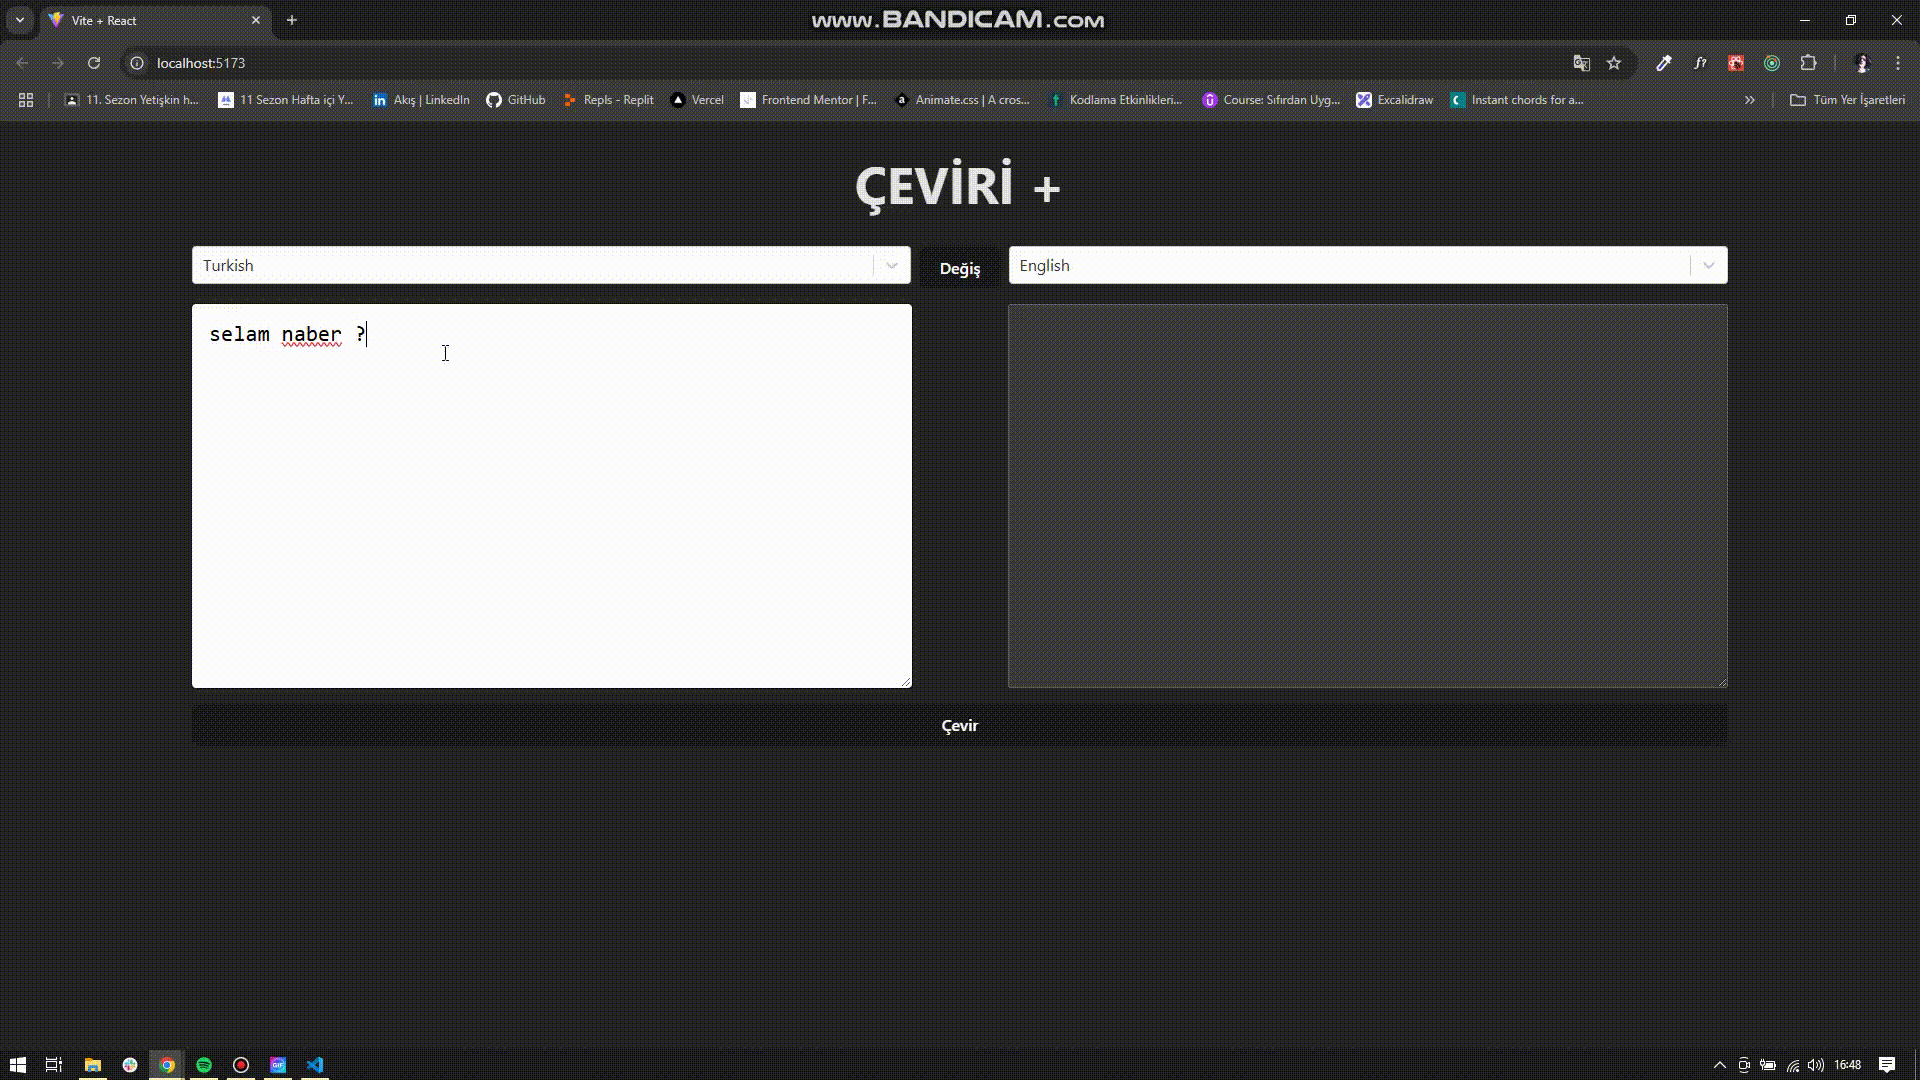 Vite + React
www.BANDICAM.com
localhost:5173
11. Sezon Yetişkin h...
11 Sezon Hafta içi Y...
Akış | LinkedIn
GitHub
Repls - Replit
Vercel
Frontend Mentor | F...
Animate.css | A cros...
Kodlama Etkinlikleri...
Course: Sıfırdan Uyg...
Excalidraw
Instant chords for a...
Tüm Yer İşaretleri
ÇEVİRİ +
Turkish
Değiş
English
selam naber ?
Çevir
16:48